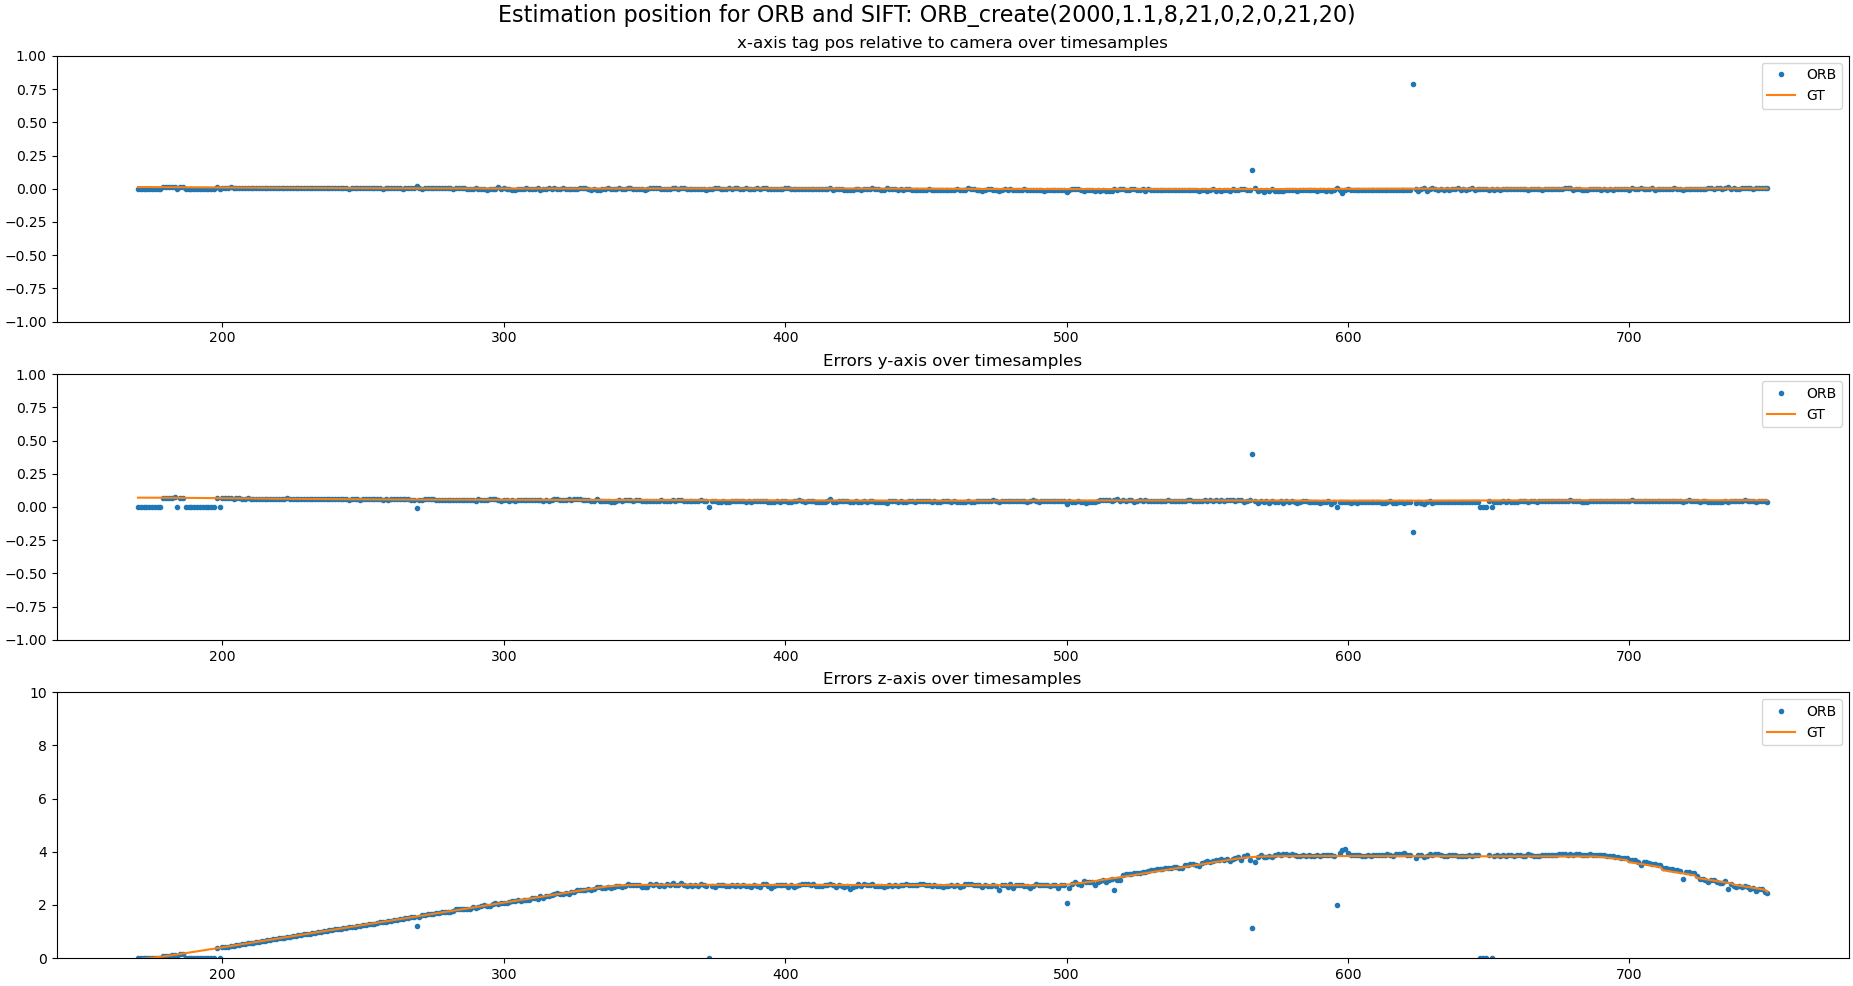 Estimation position for ORB and SIFT: ORB_create(2000,1.1,8,21,0,2,0,21,20)
x-axis tag pos relative to camera over timesamples
1.00
0.75
0.50
0.25
0.00
−0.25
−0.50
−0.75
−1.00
ORB
GT
200 300 400 500 600 700
Errors y-axis over timesamples
1.00
0.75
0.50
0.25
0.00
−0.25
−0.50
−0.75
−1.00
ORB
GT
200 300 400 500 600 700
Errors z-axis over timesamples
10
8
6
4
2
0
ORB
GT
200 300 400 500 600 700